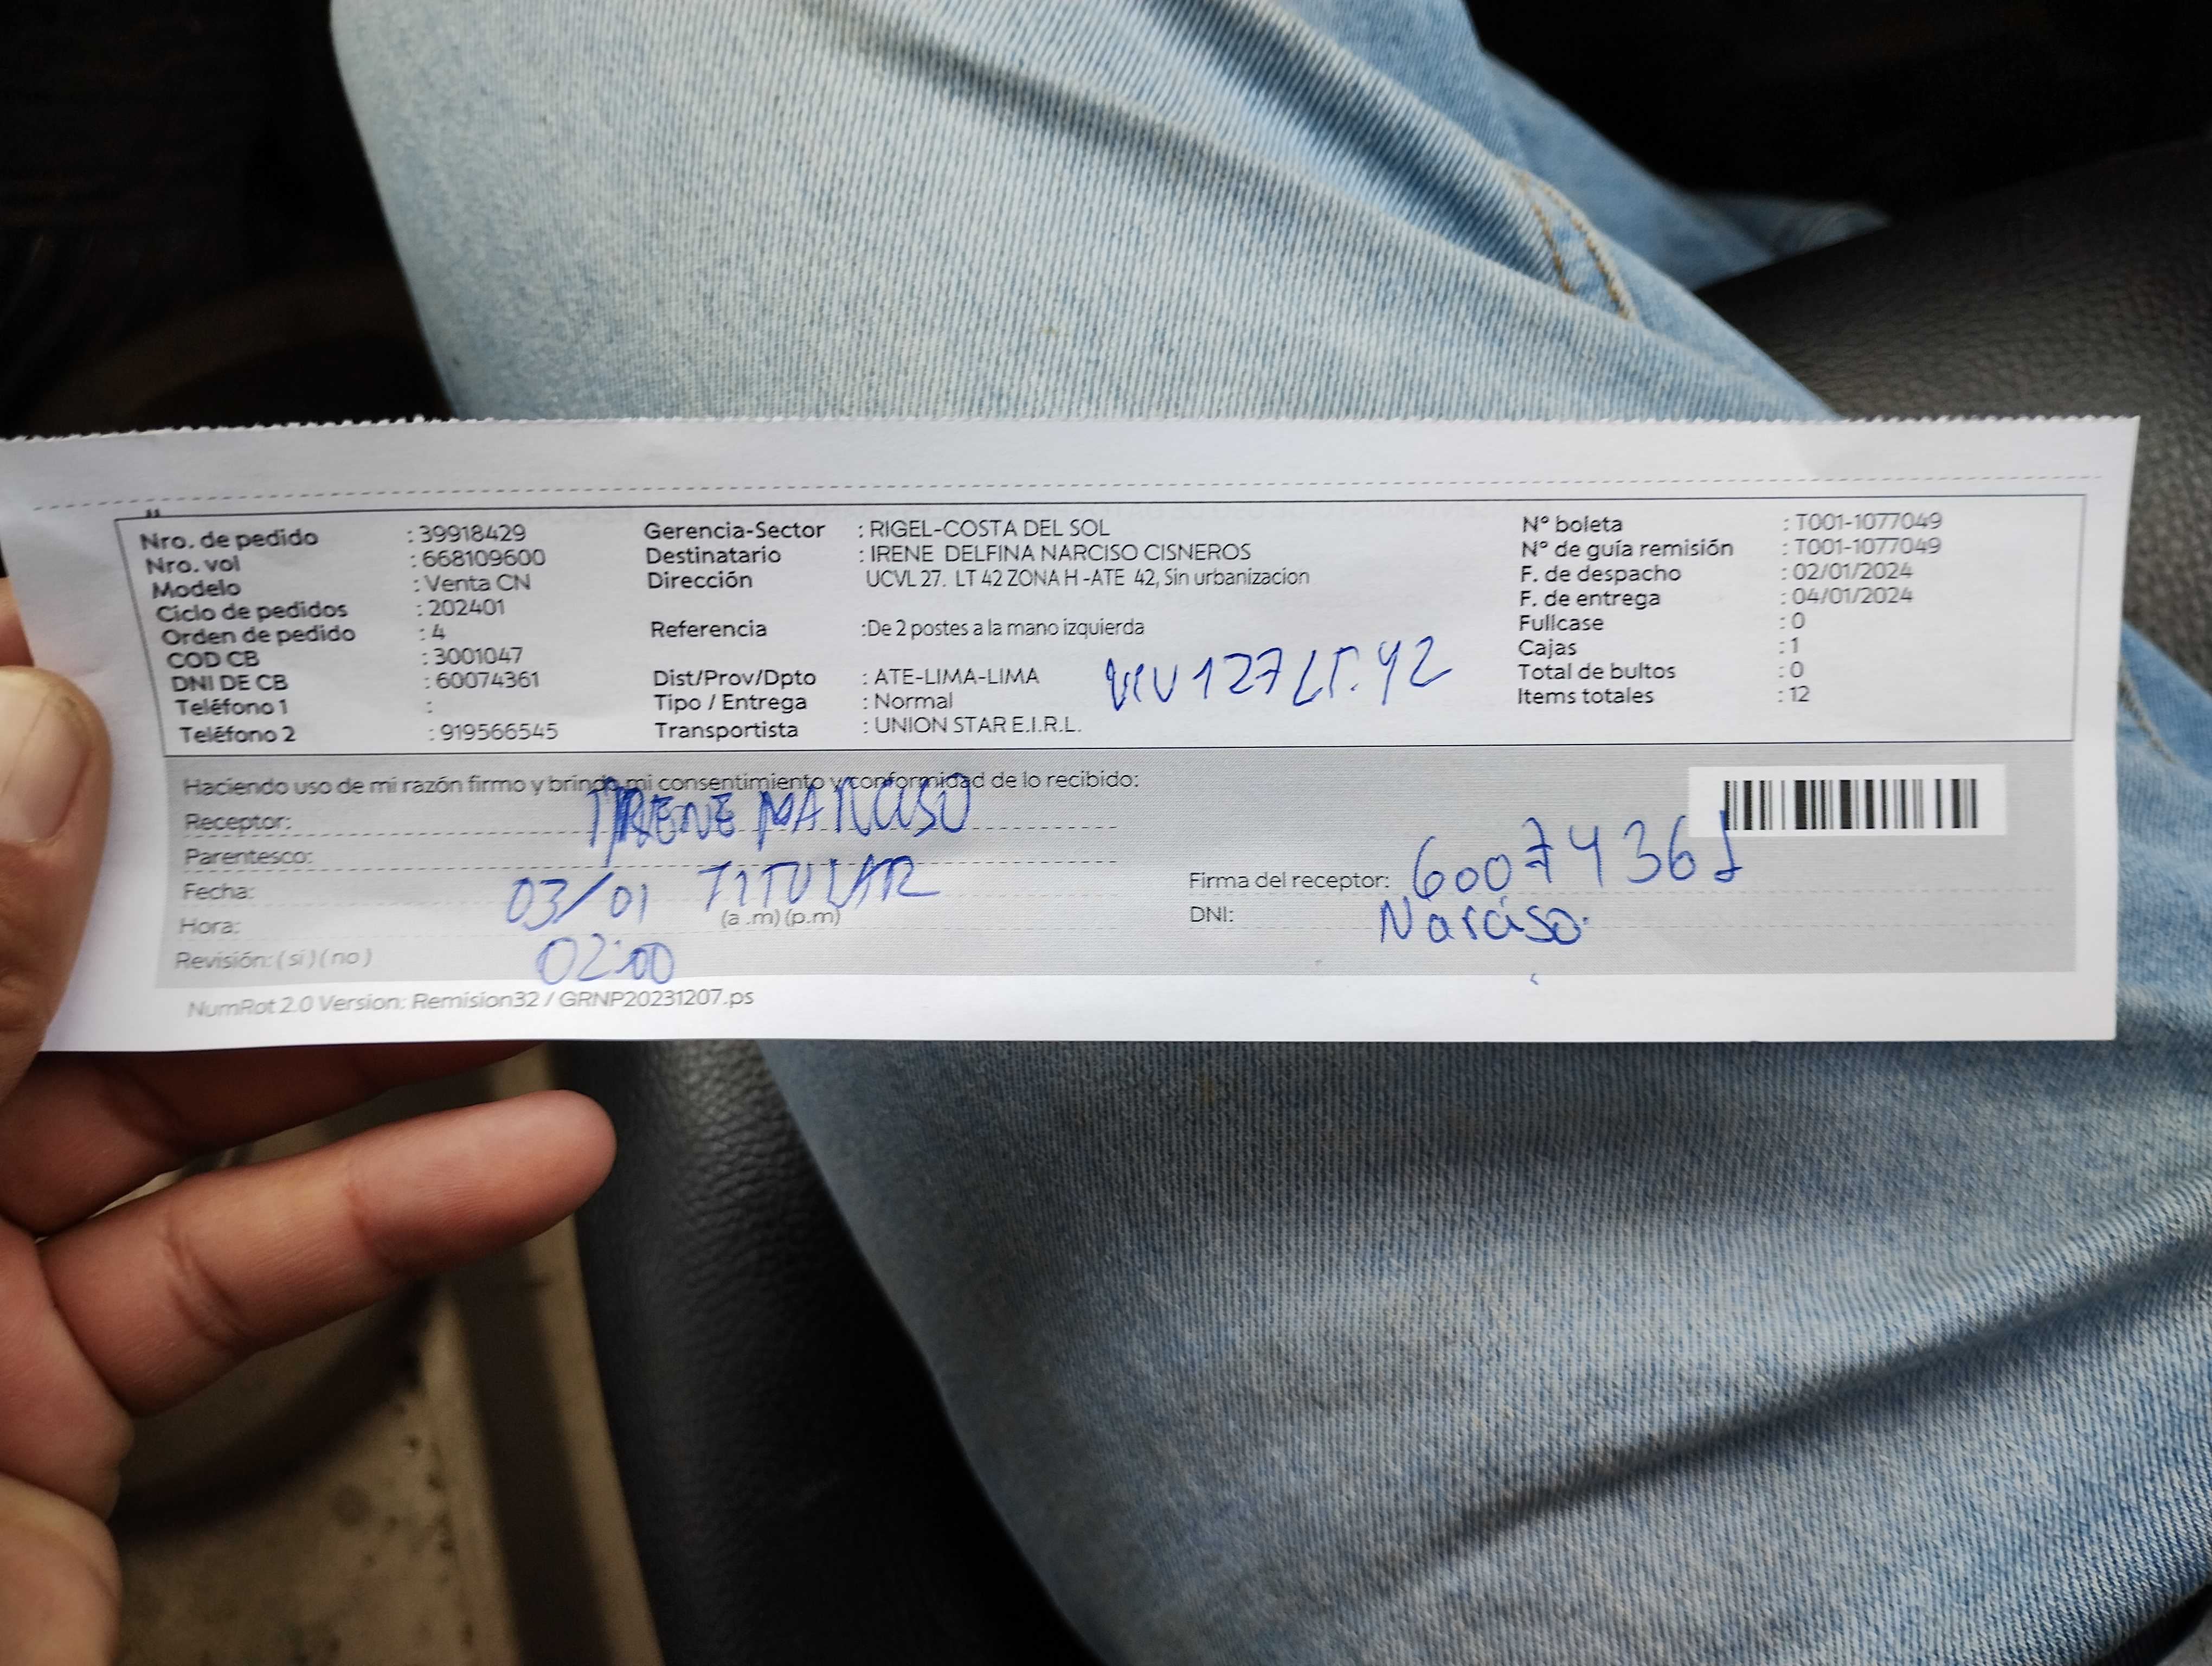 Nro. de pedido : 39918429 Gerencia-Sector : RIGEL-COSTA DEL SOL N° boleta : T001-1077049
Nro. vol : 668109600 Destinatario : IRENE DELFINA NARCISO CISNEROS N° de guía remisión : T001-1077049
Modelo : Venta CN Dirección UCVL 27. LT 42 ZONA H -ATE 42, Sin urbanizacion F. de despacho : 02/01/2024
Ciclo de pedidos : 202401 F. de entrega : 04/01/2024
Orden de pedido : 4 Referencia :De 2 postes a la mano izquierda Fullcase : 0
COD CB : 3001047 Cajas : 1
DNI DE CB : 60074361 Dist/Prov/Dpto : ATE-LIMA-LIMA 127 LT. 42 Total de bultos : 0
Teléfono 1 : Tipo / Entrega : Normal Items totales : 12
Teléfono 2 : 919566545 Transportista : UNION STAR E.I.R.L.
Haciendo uso de mi razón firmo y brindo mi consentimiento y conformidad de lo recibido:
Receptor: IRENE NARCISO
Parentesco: TITULAR
Fecha: 03/01 Firma del receptor: 60074361
Hora: 02:00 (a .m) (p.m) DNI: Narciso
Revisión: ( si ) ( no )
NumRot 2.0 Version: Remision32 / GRNP20231207.ps